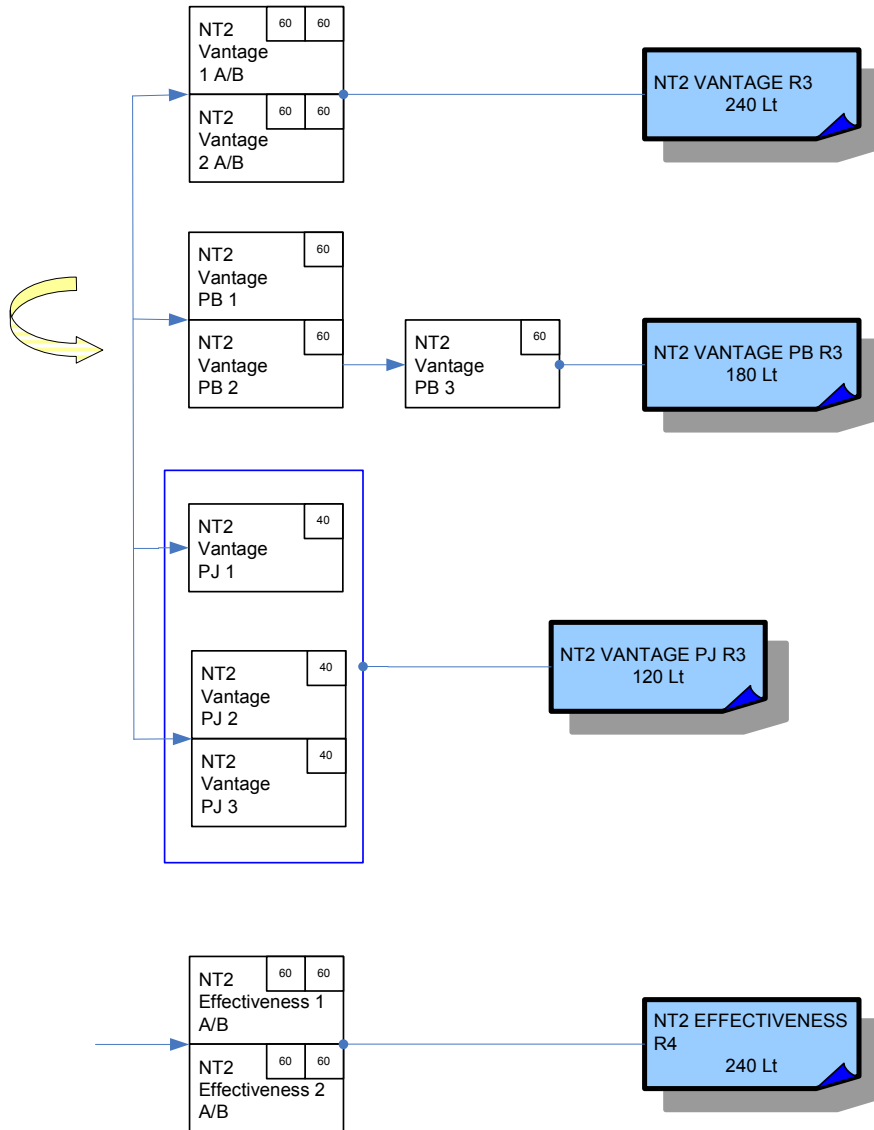 NT2
Vantage
1 A/B
60 60
NT2
Vantage
2 A/B
60 60
NT2 VANTAGE R3
240 Lt
NT2
Vantage
PB 1
60
NT2
Vantage
PB 2
60
NT2
Vantage
PB 3
60
NT2 VANTAGE PB R3
180 Lt
NT2
Vantage
PJ 1
40
NT2
Vantage
PJ 2
40
NT2
Vantage
PJ 3
40
NT2 VANTAGE PJ R3
120 Lt
NT2
Effectiveness 1
A/B
60 60
NT2
Effectiveness 2
A/B
60 60
NT2 EFFECTIVENESS
R4
240 Lt